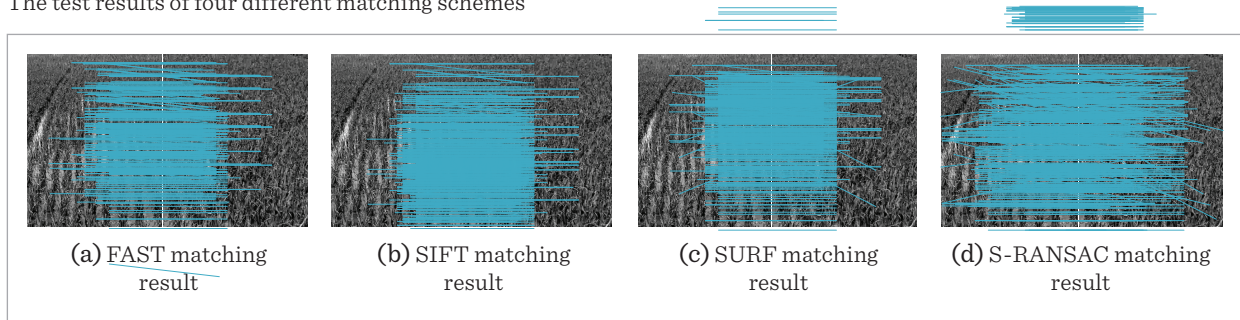 The test results of four different matching schemes
(a) FAST matching
result
(b) SIFT matching
result
(c) SURF matching
result
(d) S-RANSAC matching
result